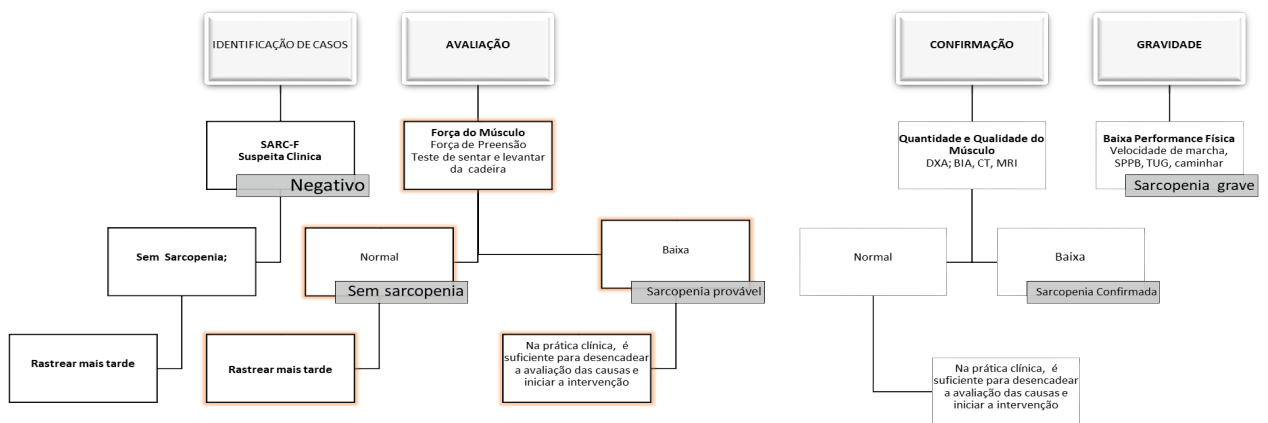 IDENTIFICAÇÃO DE CASOS
SARC-F
Suspeita Clinica
Negativo
Sem Sarcopenia;
Rastrear mais tarde
AVALIAÇÃO
Força do Músculo
Força de Preensão
Teste de sentar e levantar
da cadeira
Normal
Sem sarcopenia
Rastrear mais tarde
Baixa
Sarcopenia provável
Na prática clínica, é
suficiente para desencadear
a avaliação das causas e
iniciar a intervenção
CONFIRMAÇÃO
Quantidade e Qualidade do
Músculo
DXA; BIA, CT, MRI
Normal
Na prática clínica, é
suficiente para desencadear
a avaliação das causas e
iniciar a intervenção
Baixa
Sarcopenia Confirmada
GRAVIDADE
Baixa Performance Física
Velocidade de marcha,
SPPB, TUG, caminhar
Sarcopenia grave